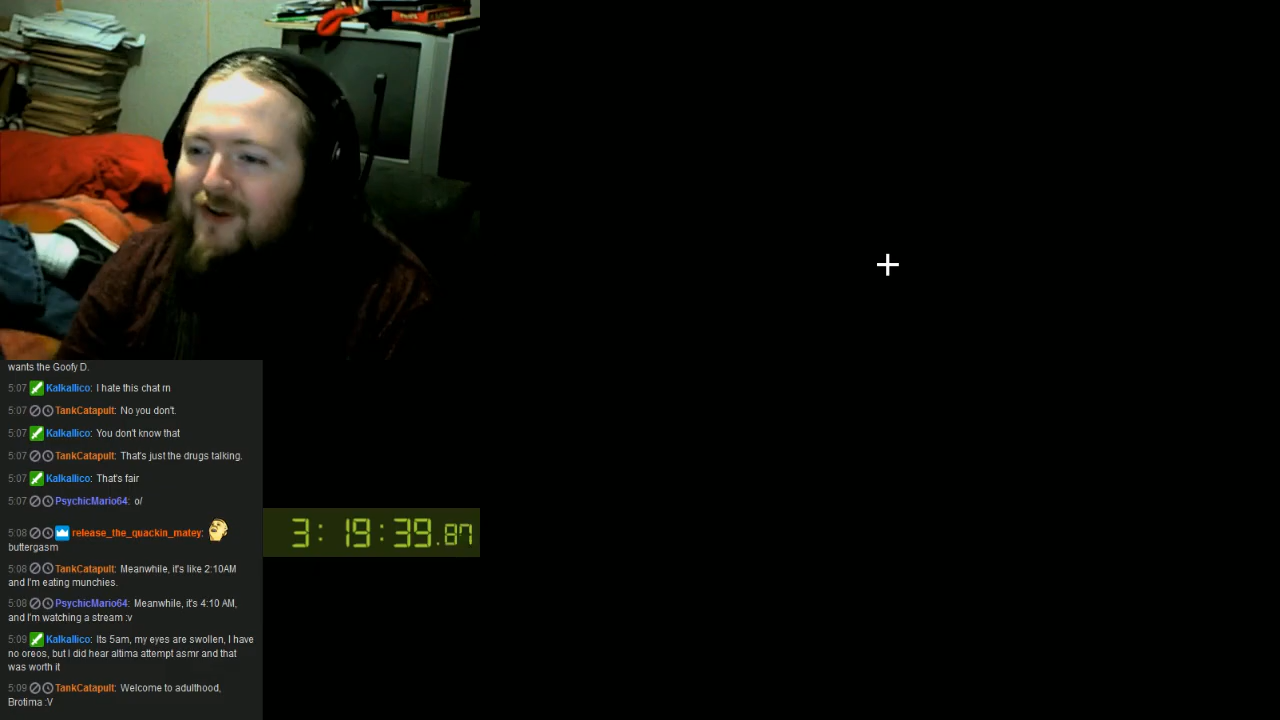 wants the Goofy D.
5:07 Kalkallico: I hate this chat rn
5:07 TankCatapult: No you don't.
5:07 Kalkallico: You don't know that
5:07 TankCatapult: That's just the drugs talking.
5:07 Kalkallico: That's fair
5:07 PsychicMario64: o/
5:08 release_the_quackin_matey:
buttergasm
5:08 TankCatapult: Meanwhile, it's like 2:10AM
and I'm eating munchies.
5:08 PsychicMario64: Meanwhile, it's 4:10 AM,
and I'm watching a stream :v
5:09 Kalkallico: Its 5am, my eyes are swollen, I have
no oreos, but I did hear altima attempt asmr and that
was worth it
5:09 TankCatapult: Welcome to adulthood,
Brotima :V
3:19:39.87